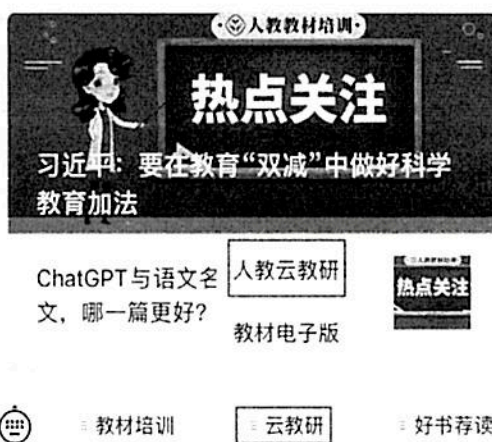 ·人教教材培训·
热点关注
习近平：要在教育“双减”中做好科学
教育加法
ChatGPT与语文名
文，哪一篇更好？
人教云教研
教材电子版
热点关注
教材培训
云教研
好书荐读